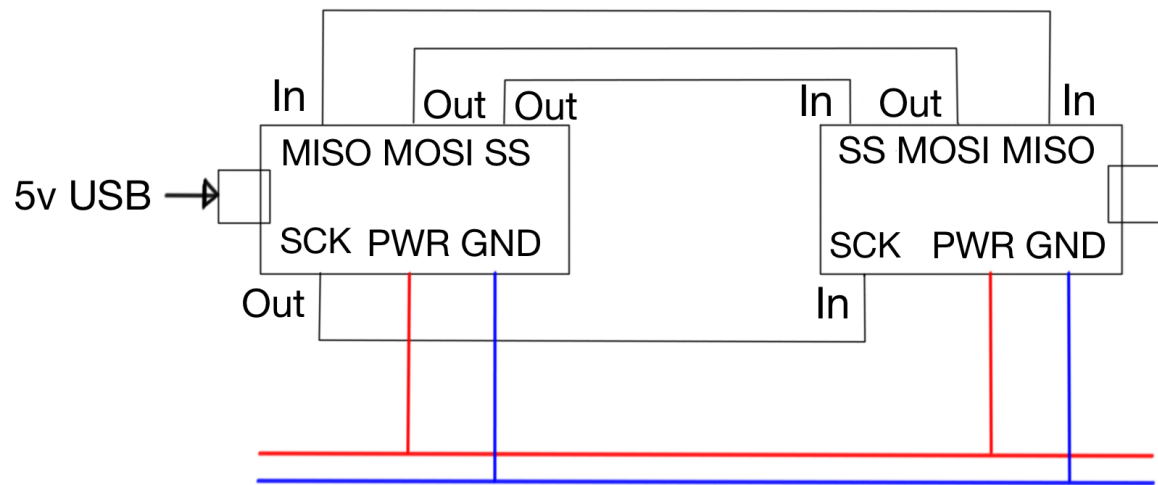 In Out Out In Out In
MISO MOSI SS SS MOSI MISO
5v USB
SCK PWR GND SCK PWR GND
Out In